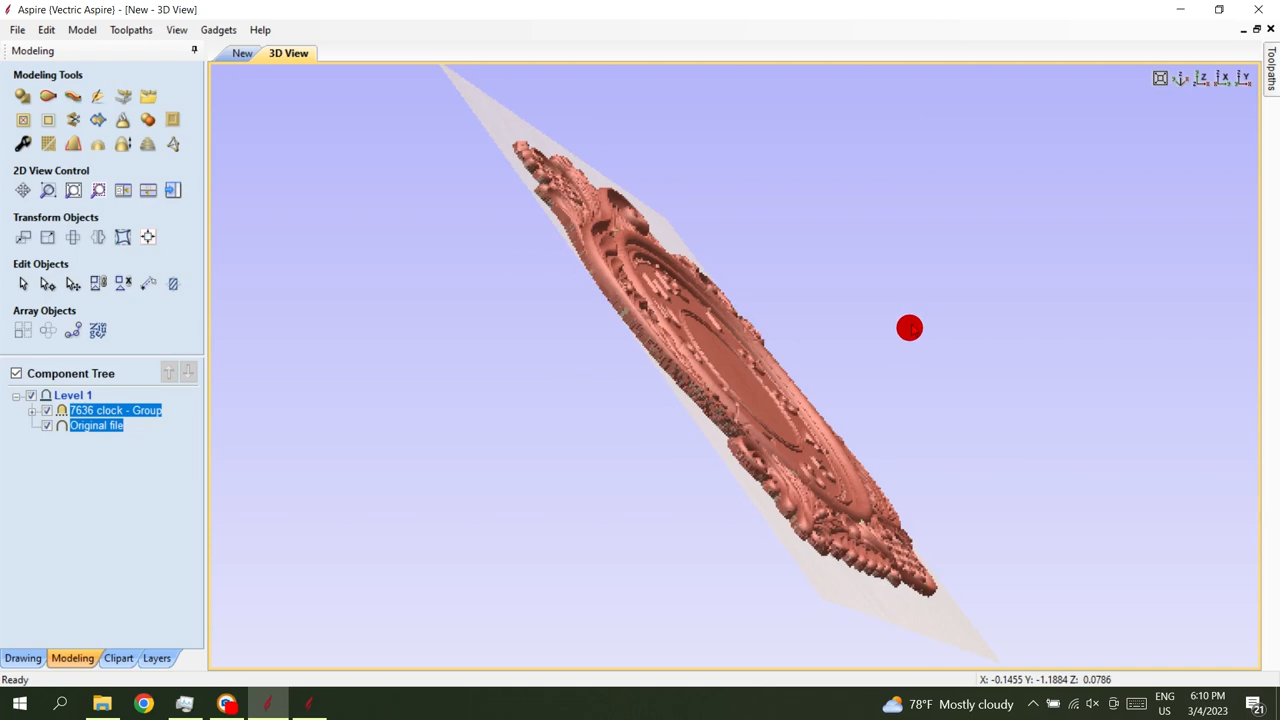 Aspire {Vectric Aspire} - [New - 3D View]
File Edit Model Toolpaths View Gadgets Help
Modeling
New 3D View
Toolpaths
Modeling Tools
2D View Control
Transform Objects
Edit Objects
Array Objects
Component Tree
Level 1
7636 clock - Group
Original file
Drawing Modeling Clipart Layers
Ready
X: -0.1455 Y: -1.1884 Z: 0.0786
78°F Mostly cloudy
ENG
US
6:10 PM
3/4/2023
21